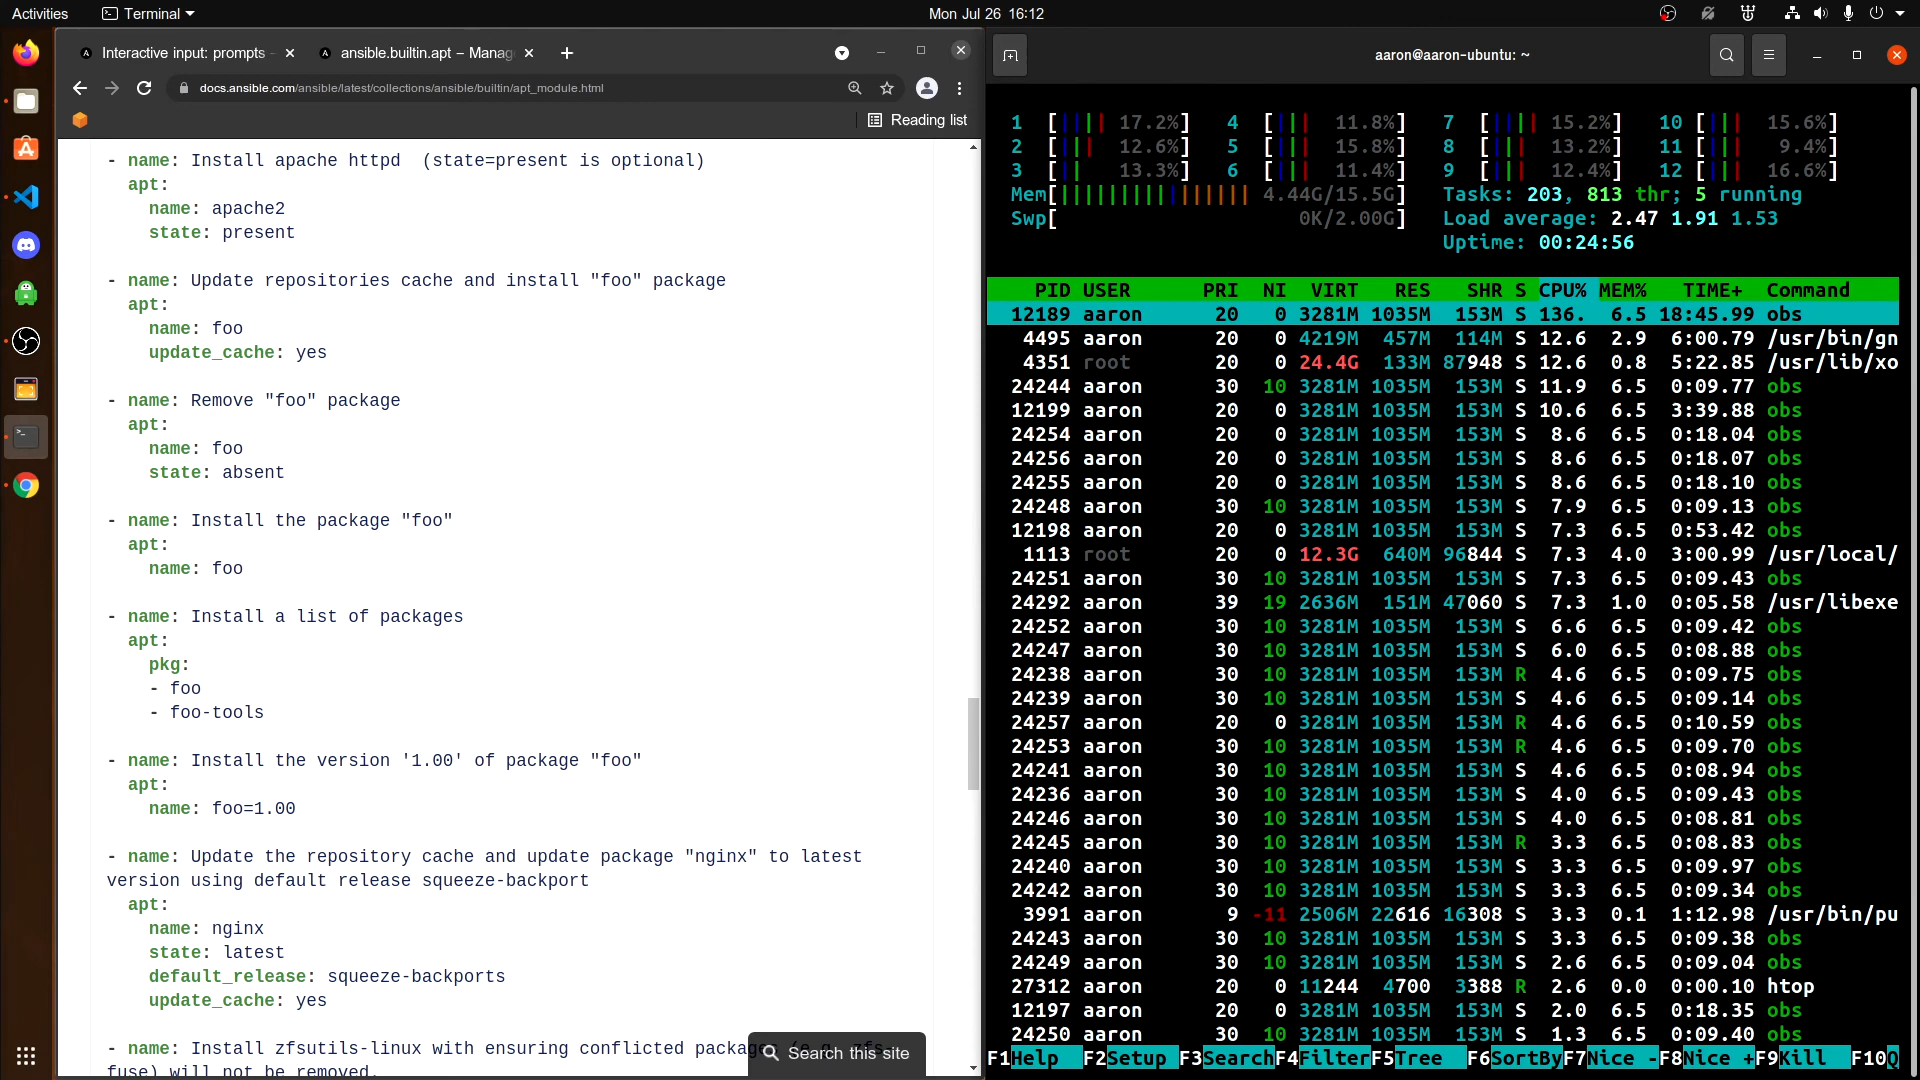 Activities Terminal Mon Jul 26 16:12
Interactive input: prompts ansible.builtin.apt – Manag
docs.ansible.com/ansible/latest/collections/ansible/builtin/apt_module.html
Reading list
- name: Install apache httpd  (state=present is optional)
apt:
name: apache2
state: present
- name: Update repositories cache and install "foo" package
apt:
name: foo
update_cache: yes
- name: Remove "foo" package
apt:
name: foo
state: absent
- name: Install the package "foo"
apt:
name: foo
- name: Install a list of packages
apt:
pkg:
- foo
- foo-tools
- name: Install the version '1.00' of package "foo"
apt:
name: foo=1.00
- name: Update the repository cache and update package "nginx" to latest
version using default release squeeze-backport
apt:
name: nginx
state: latest
default_release: squeeze-backports
update_cache: yes
- name: Install zfsutils-linux with ensuring conflicted packages (e.g. zfs-
fuse) will not be removed.
Search this site
aaron@aaron-ubuntu: ~
1 [|||| 17.2%] 4 [||| 11.8%] 7 [|||| 15.2%] 10 [||| 15.6%]
2 [||| 12.6%] 5 [||| 15.8%] 8 [||| 13.2%] 11 [||| 9.4%]
3 [|| 13.3%] 6 [||| 11.4%] 9 [||| 12.4%] 12 [||| 16.6%]
Mem[|||||||||||||||| 4.44G/15.5G] Tasks: 203, 813 thr; 5 running
Swp[ 0K/2.00G] Load average: 2.47 1.91 1.53
Uptime: 00:24:56
PID USER PRI NI VIRT RES SHR S CPU% MEM% TIME+ Command
12189 aaron 20 0 3281M 1035M 153M S 136. 6.5 18:45.99 obs
4495 aaron 20 0 4219M 457M 114M S 12.6 2.9 6:00.79 /usr/bin/gn
4351 root 20 0 24.4G 133M 87948 S 12.6 0.8 5:22.85 /usr/lib/xo
24244 aaron 30 10 3281M 1035M 153M S 11.9 6.5 0:09.77 obs
12199 aaron 20 0 3281M 1035M 153M S 10.6 6.5 3:39.88 obs
24254 aaron 20 0 3281M 1035M 153M S 8.6 6.5 0:18.04 obs
24256 aaron 20 0 3281M 1035M 153M S 8.6 6.5 0:18.07 obs
24255 aaron 20 0 3281M 1035M 153M S 8.6 6.5 0:18.10 obs
24248 aaron 30 10 3281M 1035M 153M S 7.9 6.5 0:09.13 obs
12198 aaron 20 0 3281M 1035M 153M S 7.3 6.5 0:53.42 obs
1113 root 20 0 12.3G 640M 96844 S 7.3 4.0 3:00.99 /usr/local/
24251 aaron 30 10 3281M 1035M 153M S 7.3 6.5 0:09.43 obs
24292 aaron 39 19 2636M 151M 47060 S 7.3 1.0 0:05.58 /usr/libexe
24252 aaron 30 10 3281M 1035M 153M S 6.6 6.5 0:09.42 obs
24247 aaron 30 10 3281M 1035M 153M S 6.0 6.5 0:08.88 obs
24238 aaron 30 10 3281M 1035M 153M R 4.6 6.5 0:09.75 obs
24239 aaron 30 10 3281M 1035M 153M S 4.6 6.5 0:09.14 obs
24257 aaron 20 0 3281M 1035M 153M R 4.6 6.5 0:10.59 obs
24253 aaron 30 10 3281M 1035M 153M R 4.6 6.5 0:09.70 obs
24241 aaron 30 10 3281M 1035M 153M S 4.6 6.5 0:08.94 obs
24236 aaron 30 10 3281M 1035M 153M S 4.0 6.5 0:09.43 obs
24246 aaron 30 10 3281M 1035M 153M S 4.0 6.5 0:08.81 obs
24245 aaron 30 10 3281M 1035M 153M R 3.3 6.5 0:08.83 obs
24240 aaron 30 10 3281M 1035M 153M S 3.3 6.5 0:09.97 obs
24242 aaron 30 10 3281M 1035M 153M S 3.3 6.5 0:09.34 obs
3991 aaron 9 -11 2506M 22616 16308 S 3.3 0.1 1:12.98 /usr/bin/pu
24243 aaron 30 10 3281M 1035M 153M S 3.3 6.5 0:09.38 obs
24249 aaron 30 10 3281M 1035M 153M S 2.6 6.5 0:09.04 obs
27312 aaron 20 0 11244 4700 3388 R 2.6 0.0 0:00.10 htop
12197 aaron 20 0 3281M 1035M 153M S 2.0 6.5 0:18.35 obs
24250 aaron 30 10 3281M 1035M 153M S 1.3 6.5 0:09.40 obs
F1Help F2Setup F3SearchF4FilterF5Tree F6SortByF7Nice -F8Nice +F9Kill F10Q